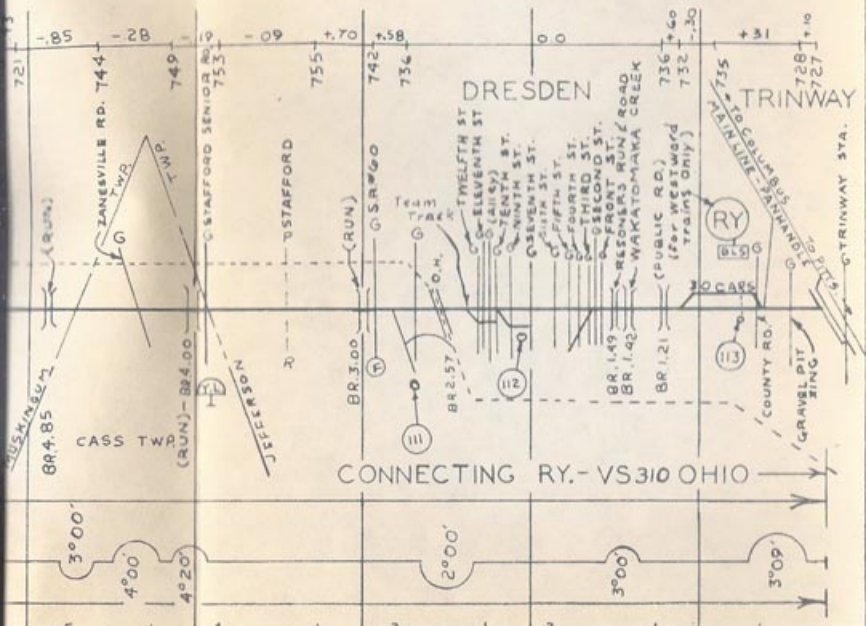 -.85
-.28
-.19
-.09
+.70
+.58
0.0
+.60
-.30
+31
+.10
721
744
749
753
755
742
736
736
732
735
728
727
DRESDEN
TRINWAY
(RUN)
ZANESVILLE RD.
TWP.
TWP.
G
G STAFFORD SENIOR RD.
STAFFORD
(RUN)
G S.R.#60
G
Team
Track
O.H.
TWELFTH ST
ELEVENTH ST
(alley)
TENTH ST.
NINTH ST.
SEVENTH ST.
SIXTH ST.
FIFTH ST.
FOURTH ST.
THIRD ST.
SECOND ST.
FRONT ST.
RESONERS RUN & ROAD
WAKATOMAKA CREEK
(PUBLIC RD.)
(For westward
trains only)
RY
G
30 CARS
TO COLUMBUS
MAINLINE-PANHANDLE
TO PITTS.
G
G TRINWAY STA.
MUSKINGUM
BR.4.85
CASS TWP.
(RUN)-BR.4.00
JEFFERSON
BR.3.00
111
BR 2.57
112
BR.1.49
BR.1.42
BR.1.21
113
COUNTY RD.
GRAVEL PIT
XING
CONNECTING RY.-VS310 OHIO
3°00'
4°00'
4°20'
2°00'
3°00'
3°09'